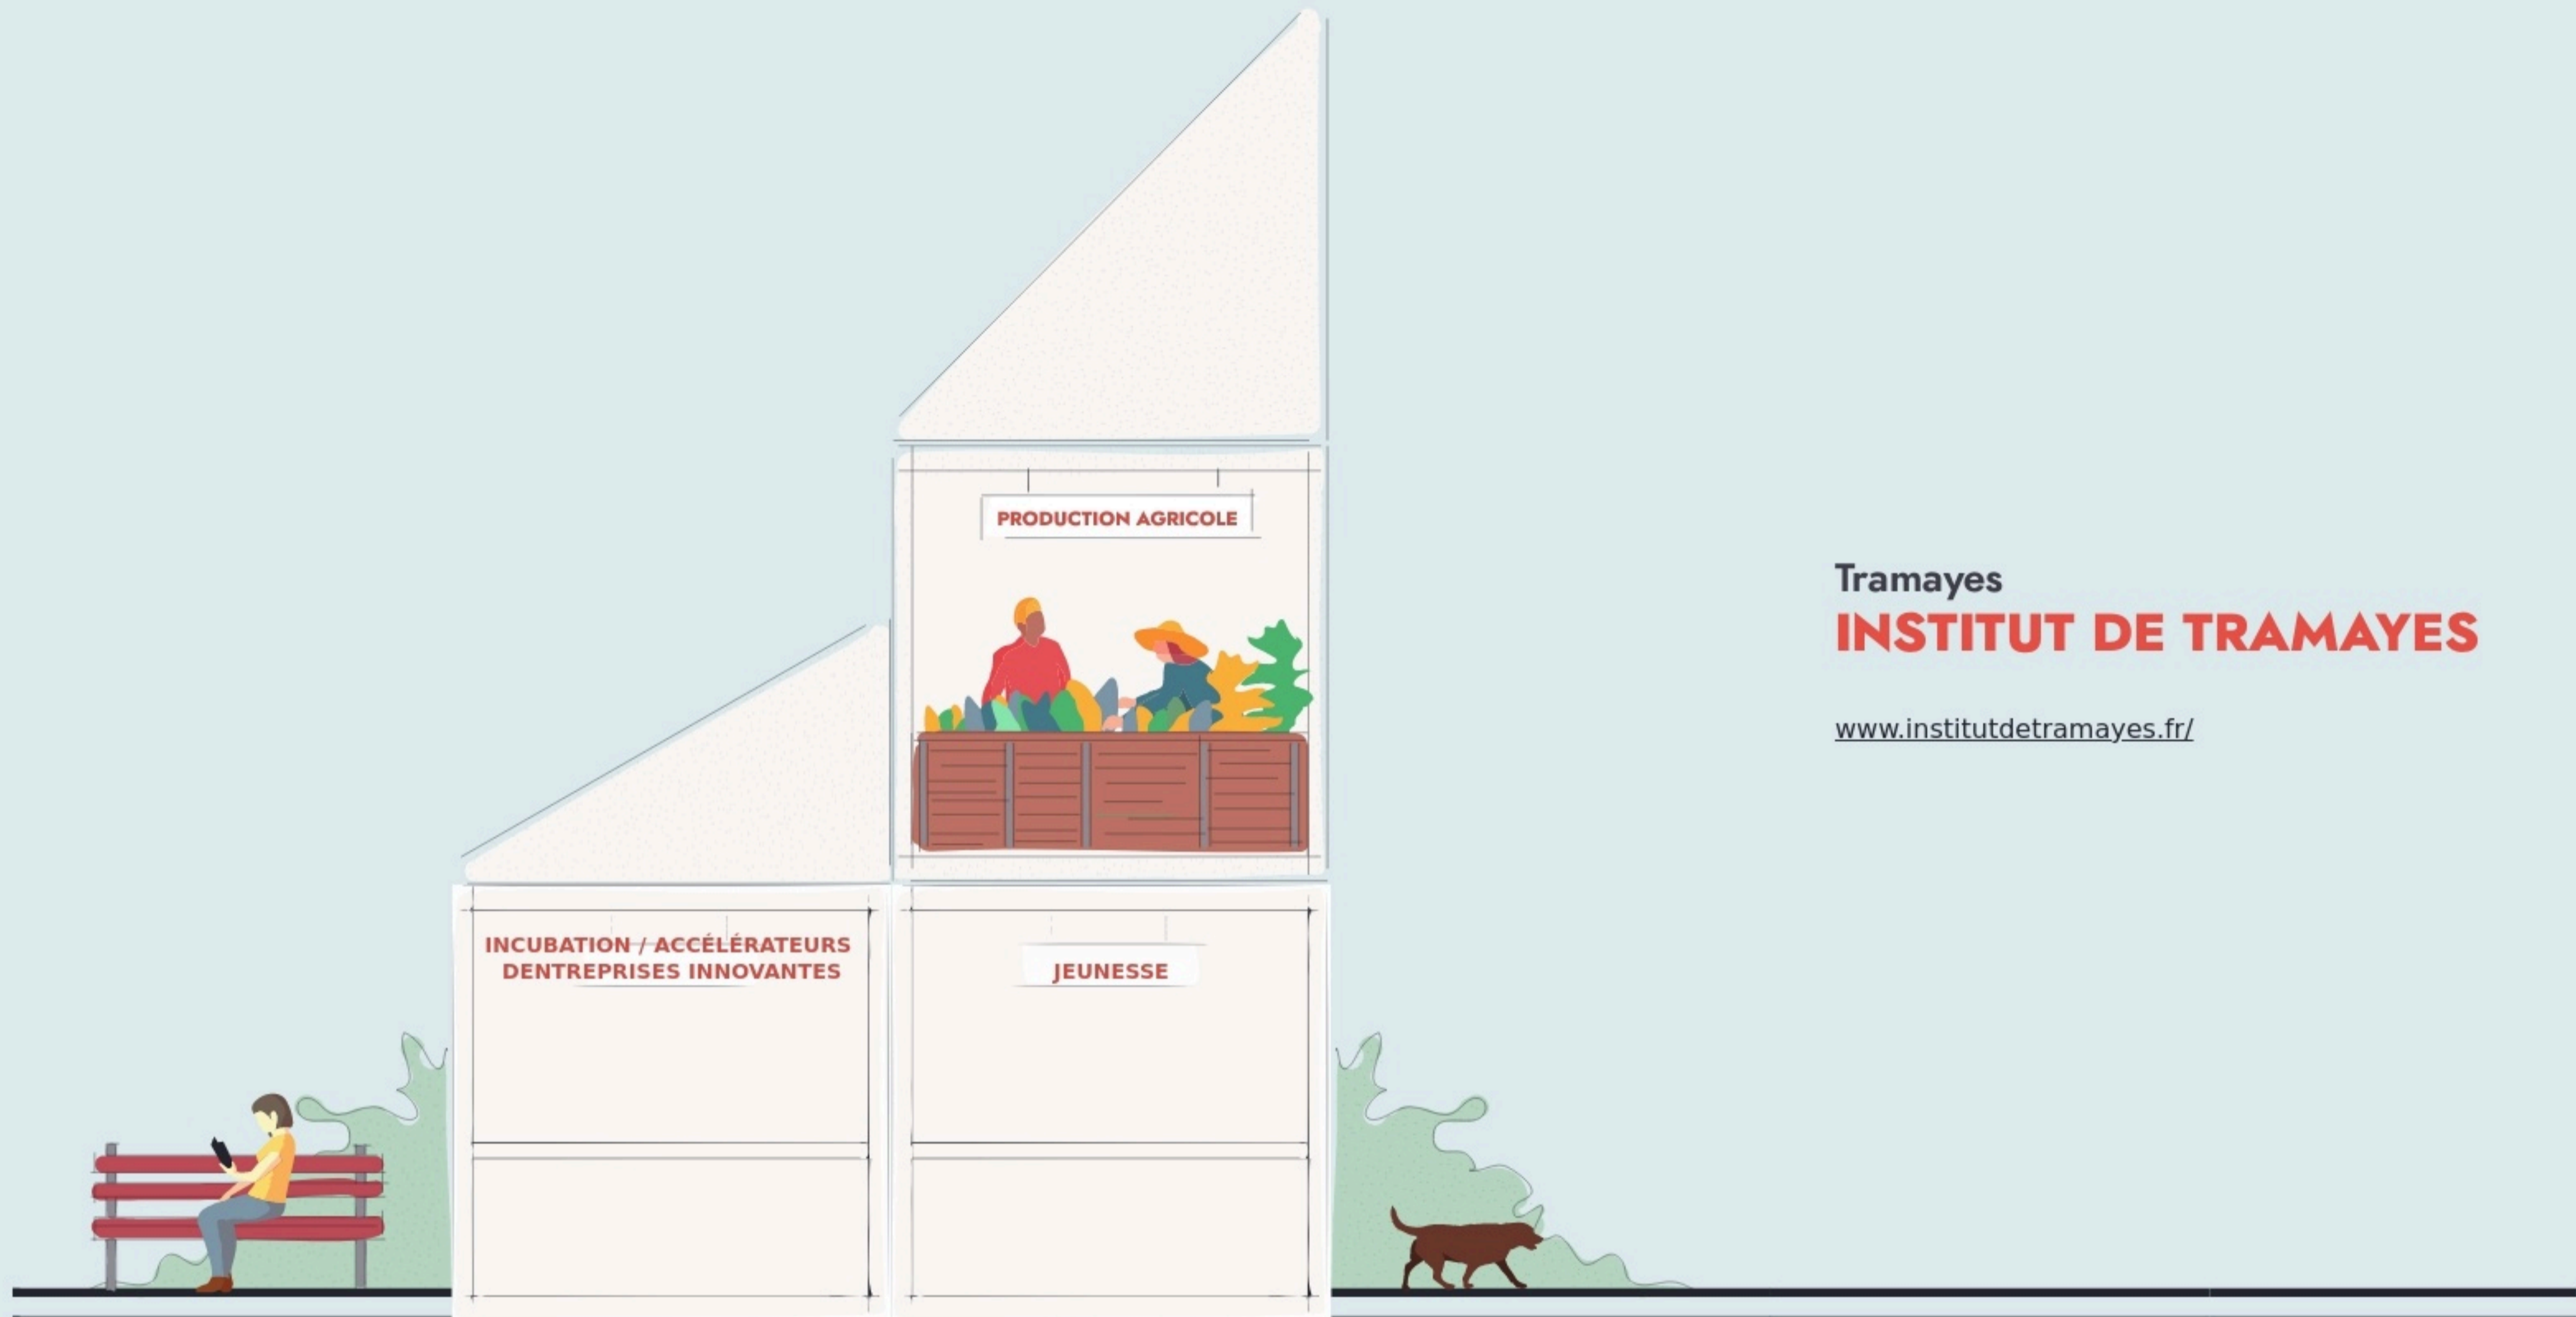 PRODUCTION AGRICOLE
Tramayes
INSTITUT DE TRAMAYES
www.institutdetramayes.fr/
INCUBATION / ACCÉLÉRATEURS
DENTREPRISES INNOVANTES
JEUNESSE